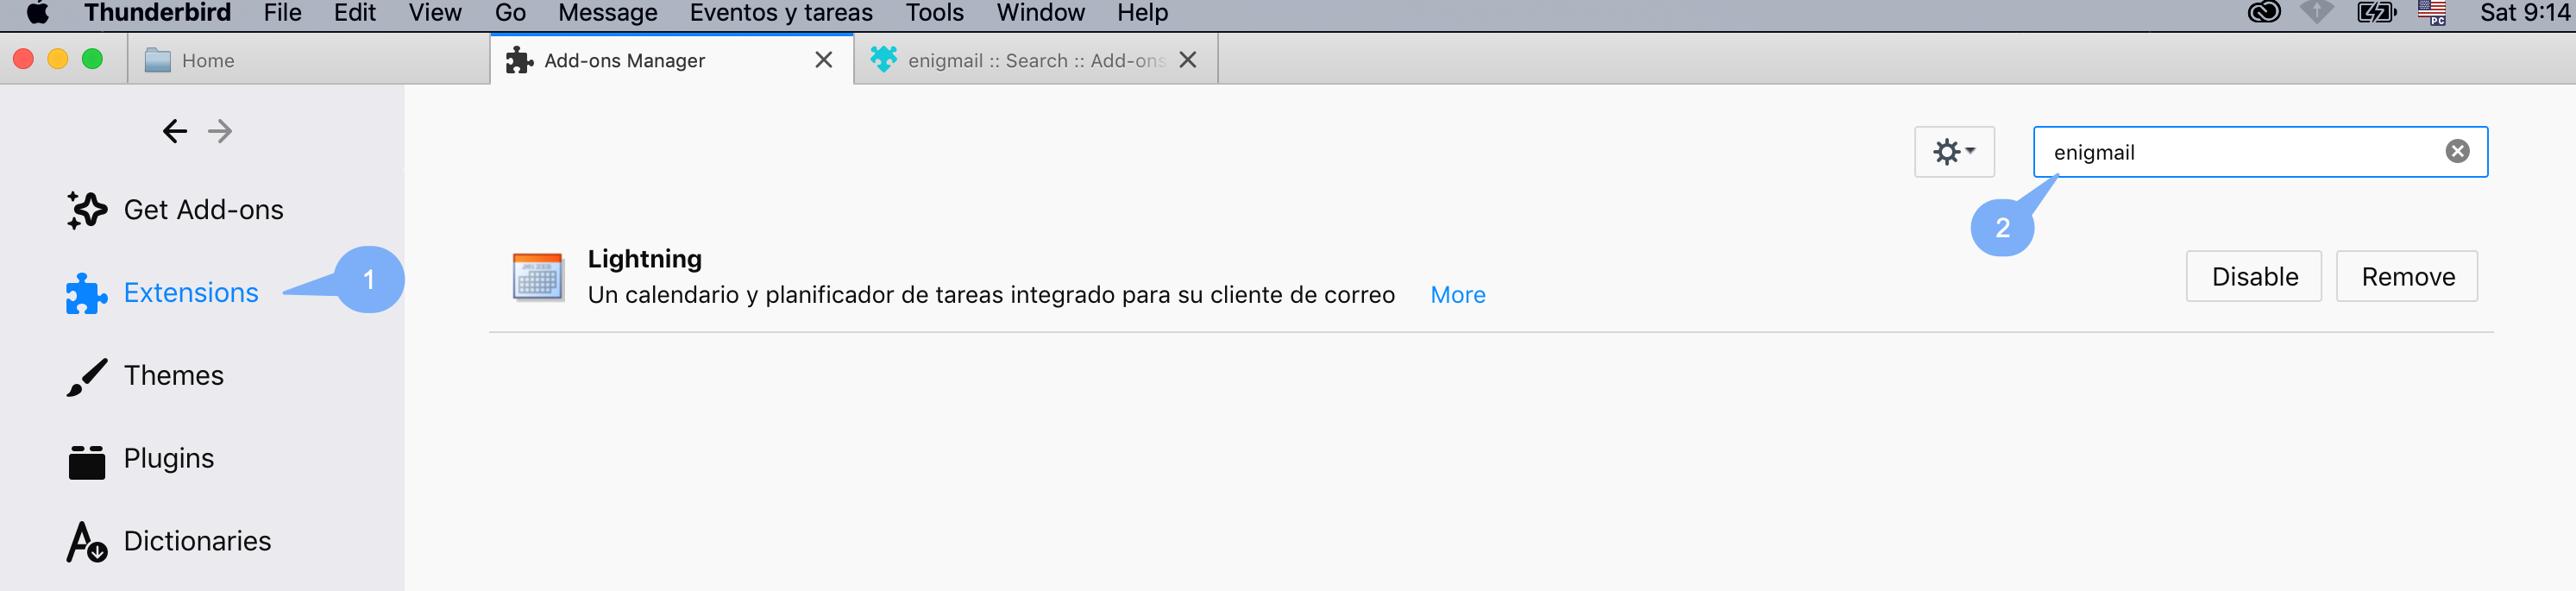 Thunderbird File Edit View Go Message Eventos y tareas Tools Window Help PC Sat 9:14
Home Add-ons Manager enigmail :: Search :: Add-ons
Get Add-ons
Extensions
Themes
Plugins
Dictionaries
1
enigmail
2
Lightning
Un calendario y planificador de tareas integrado para su cliente de correo More
Disable Remove